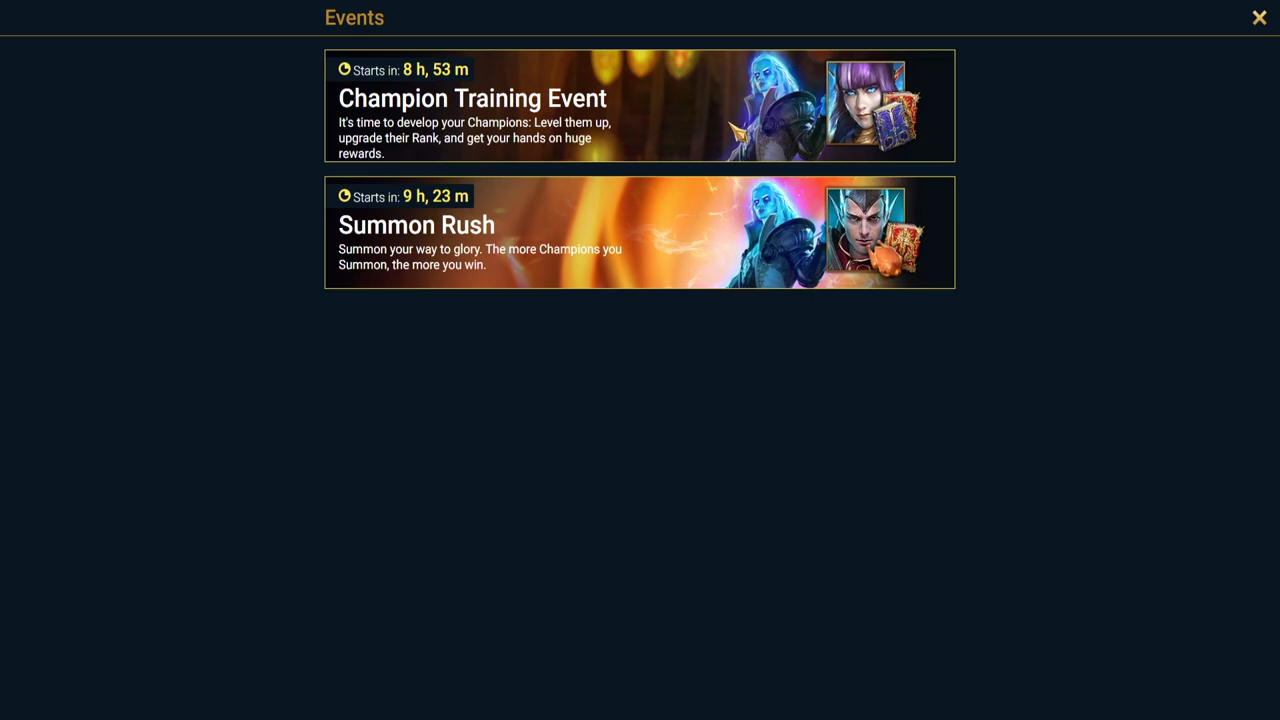 Events
Starts in: 8 h, 53 m
Champion Training Event
It's time to develop your Champions: Level them up,
upgrade their Rank, and get your hands on huge
rewards.
Starts in: 9 h, 23 m
Summon Rush
Summon your way to glory. The more Champions you
Summon, the more you win.